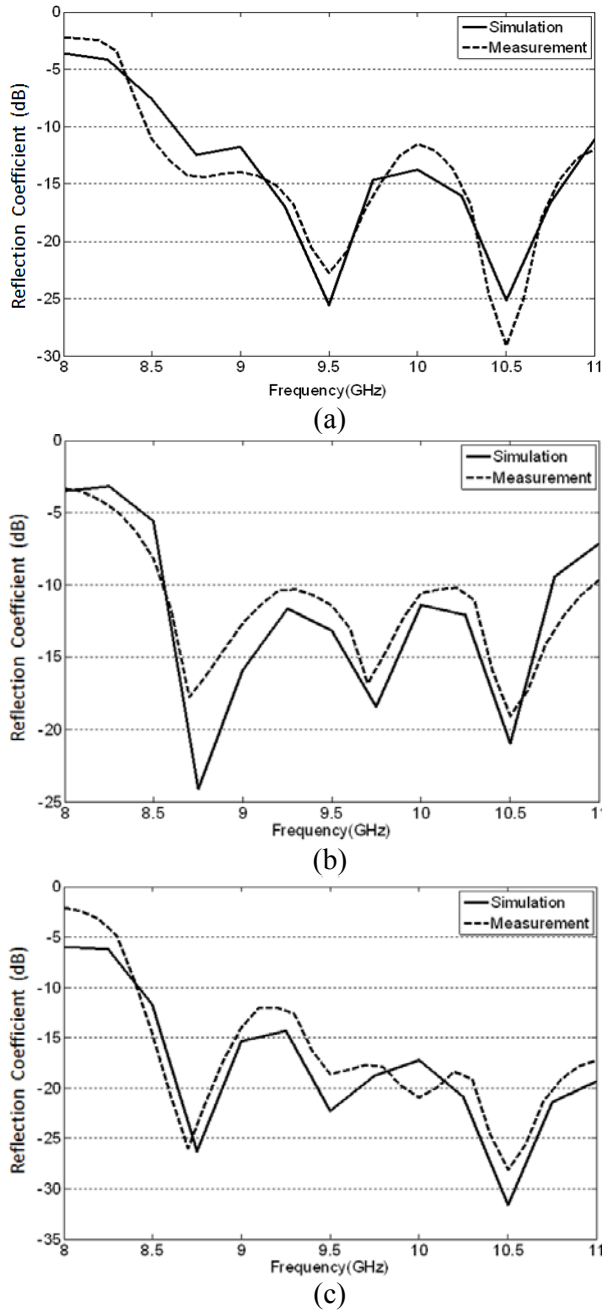 Simulation
Measurement
Reflection Coefficient (dB)
0
-5
-10
-15
-20
-25
-30
8 8.5 9 9.5 10 10.5 11
Frequency(GHz)
(a)
Simulation
Measurement
Reflection Coefficient (dB)
0
-5
-10
-15
-20
-25
8 8.5 9 9.5 10 10.5 11
Frequency(GHz)
(b)
Simulation
Measurement
Reflection Coefficient (dB)
0
-5
-10
-15
-20
-25
-30
-35
8 8.5 9 9.5 10 10.5 11
Frequency(GHz)
(c)